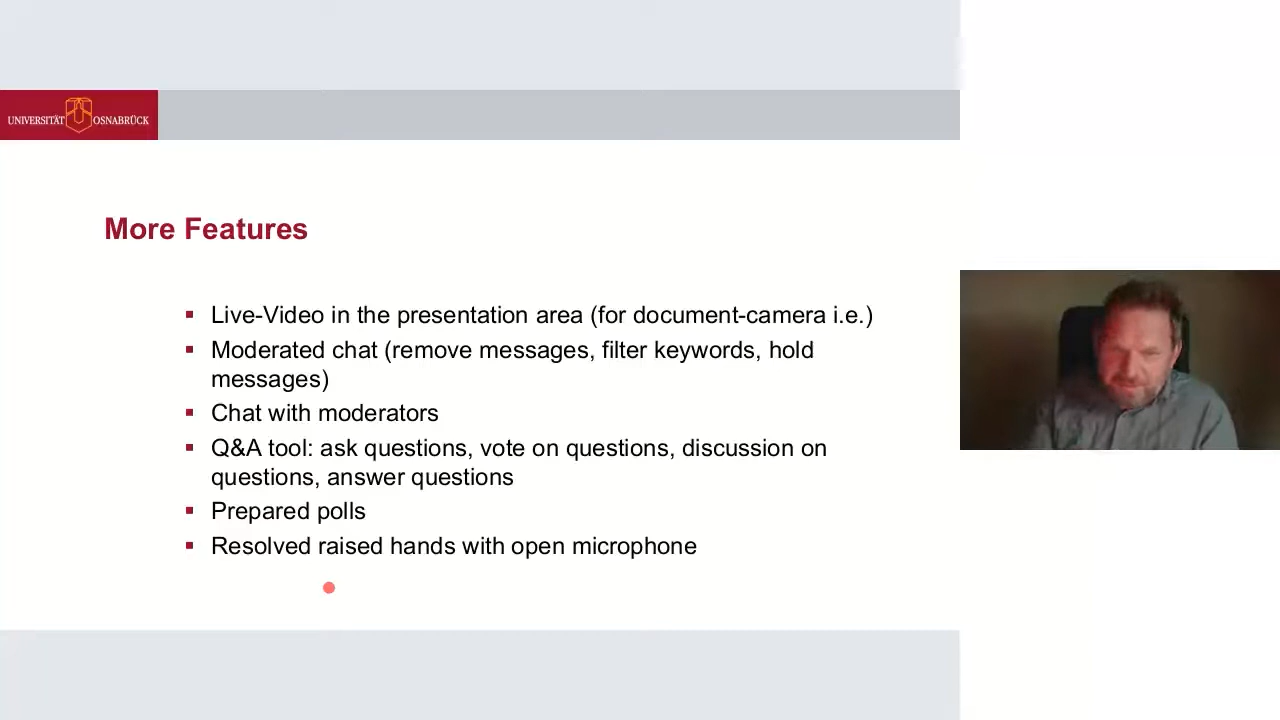 UNIVERSITÄT OSNABRÜCK
More Features
Live-Video in the presentation area (for document-camera i.e.)
Moderated chat (remove messages, filter keywords, hold
messages)
Chat with moderators
Q&A tool: ask questions, vote on questions, discussion on
questions, answer questions
Prepared polls
Resolved raised hands with open microphone